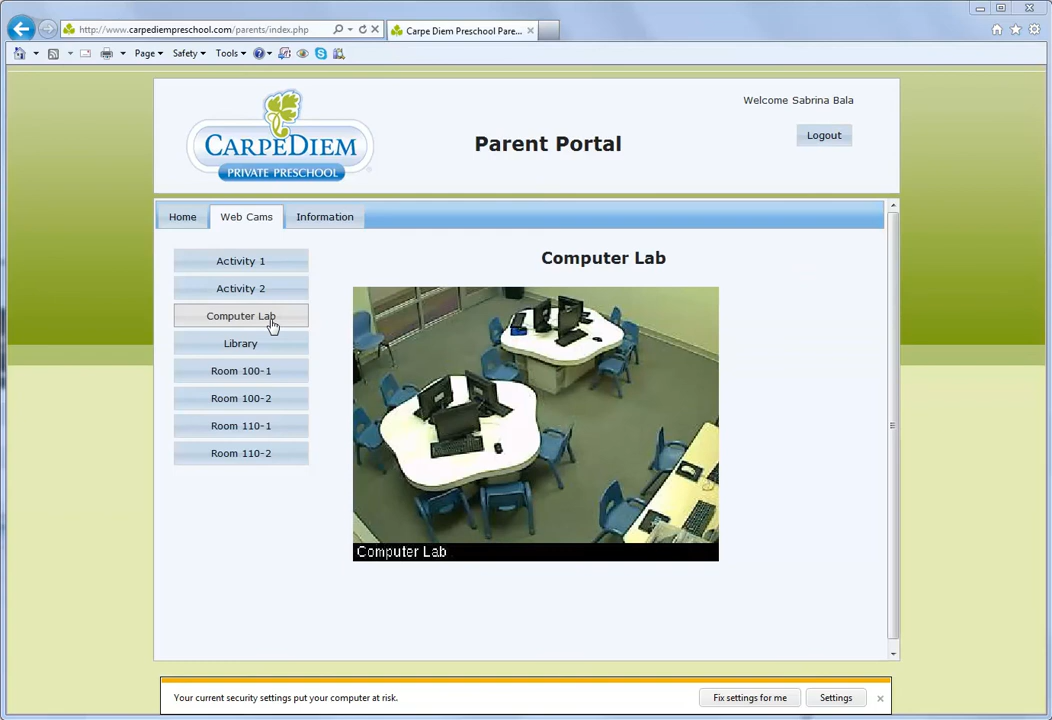 http://www.carpediempreschool.com/parents/index.php
Carpe Diem Preschool Pare...
Page
Safety
Tools
CARPEDIEM
PRIVATE PRESCHOOL
Parent Portal
Welcome Sabrina Bala
Logout
Home
Web Cams
Information
Activity 1
Activity 2
Computer Lab
Library
Room 100-1
Room 100-2
Room 110-1
Room 110-2
Computer Lab
Computer Lab
Your current security settings put your computer at risk.
Fix settings for me
Settings